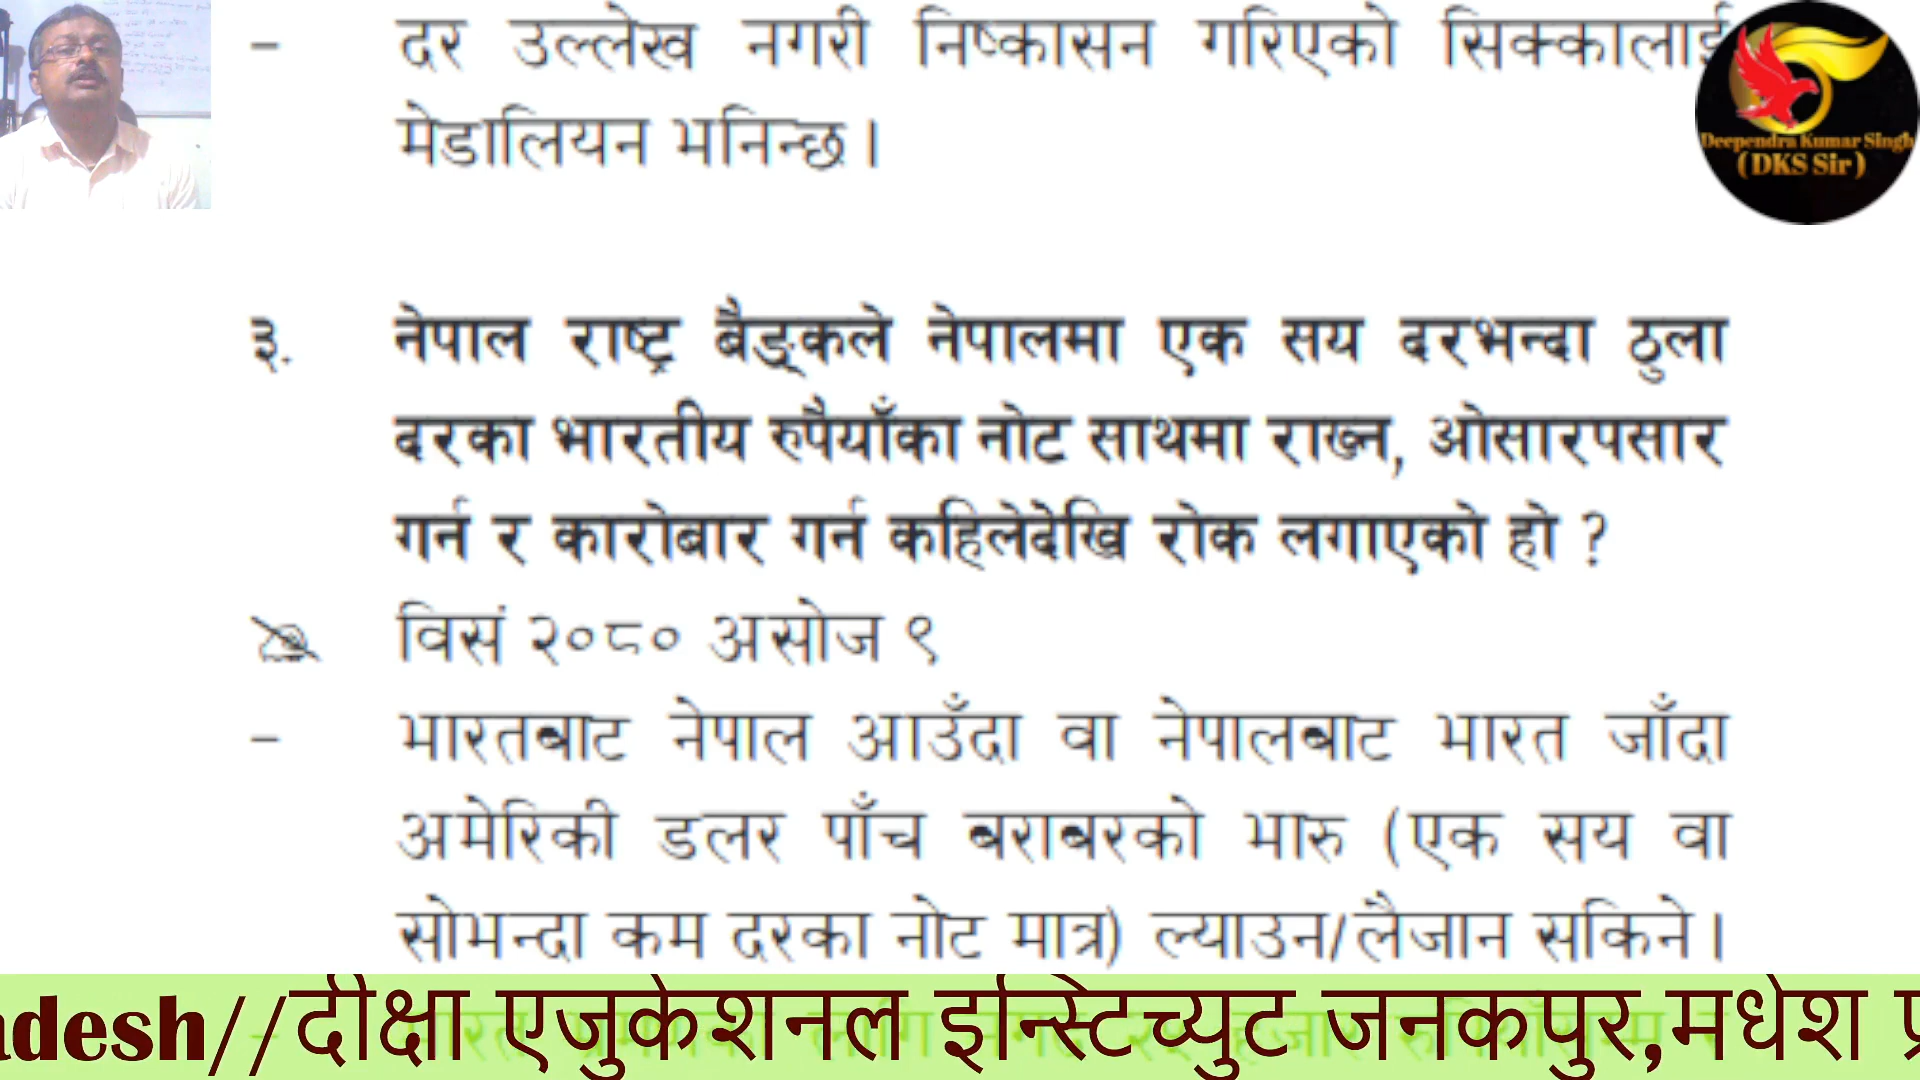 - दर उल्लेख नगरी निष्कासन गरिएको सिक्कालाई
मेडालियन भनिन्छ।
Deependra Kumar Singh
(DKS Sir)
३. नेपाल राष्ट्र बैङ्कले नेपालमा एक सय दरभन्दा ठुला
दरका भारतीय रुपैयाँका नोट साथमा राख्न, ओसारपसार
गर्न र कारोबार गर्न कहिलेदेखि रोक लगाएको हो ?
विसं २०८० असोज ९
- भारतबाट नेपाल आउँदा वा नेपालबाट भारत जाँदा
अमेरिकी डलर पाँच बराबरको भारु (एक सय वा
सोभन्दा कम दरका नोट मात्र) ल्याउन/लैजान सकिने।
adesh//दीक्षा एजुकेशनल इन्स्टिच्युट जनकपुर,मधेश प्र